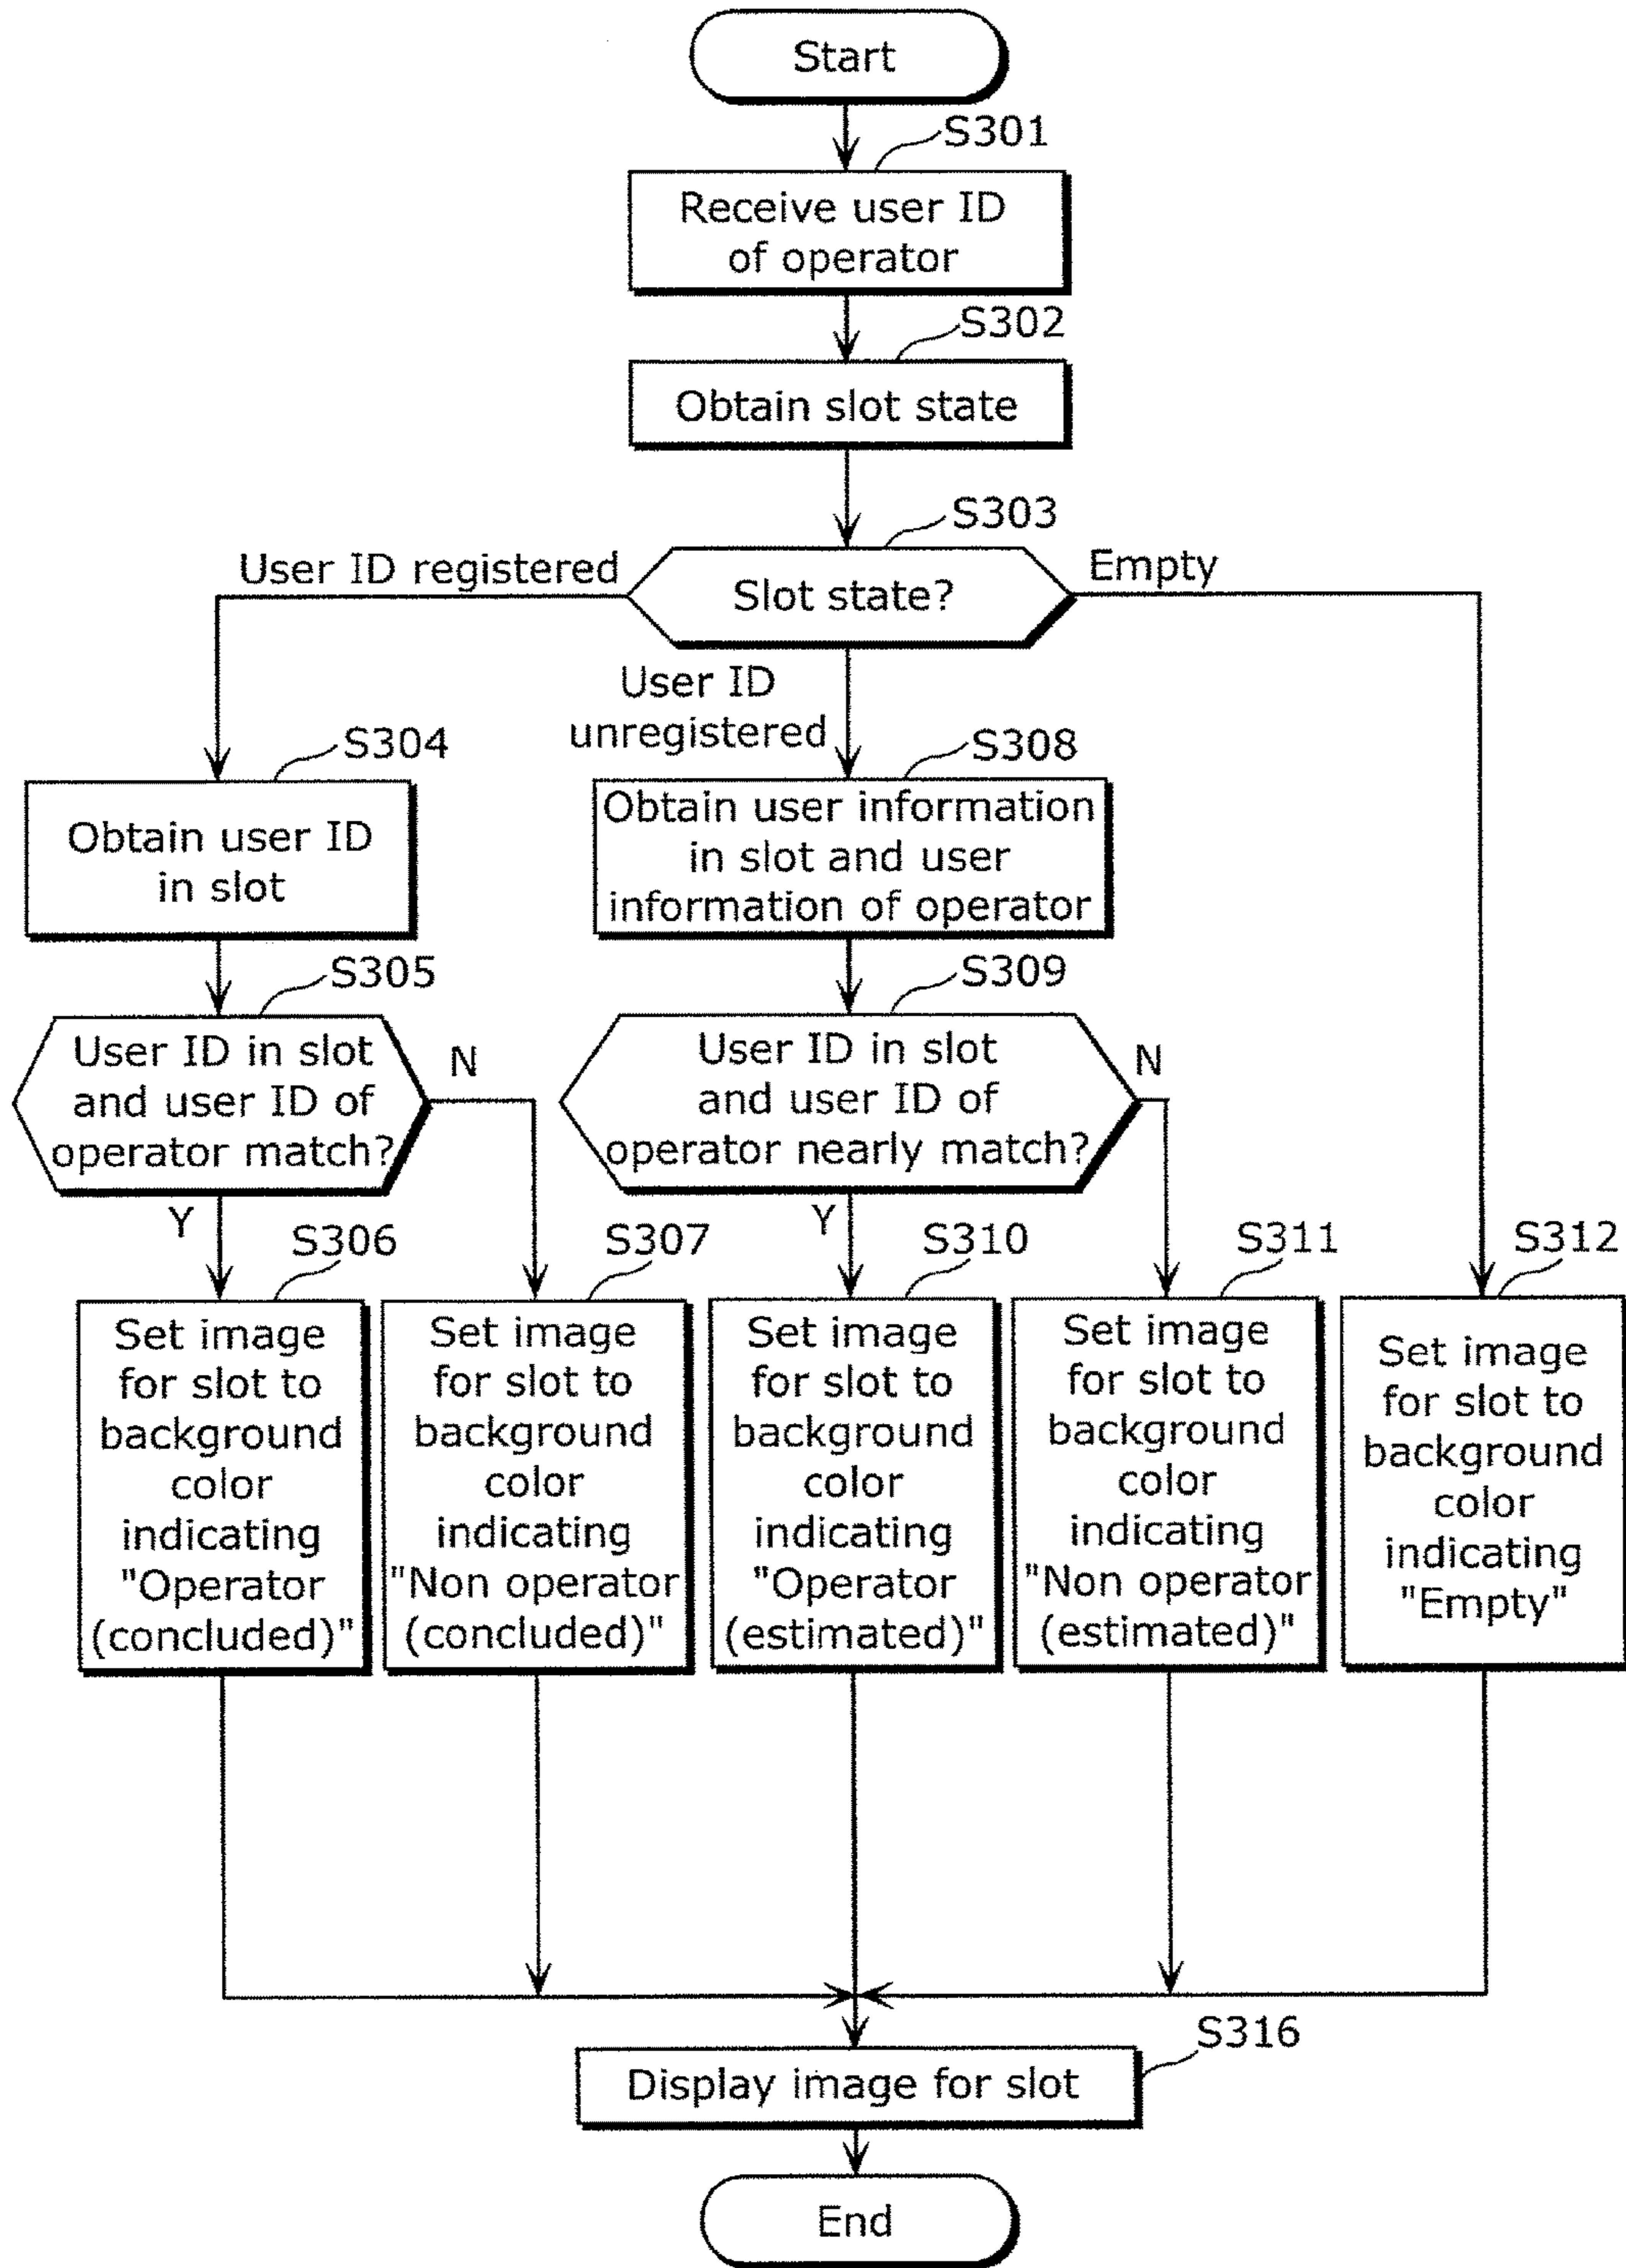 Start
S301
Receive user ID
of operator
S302
Obtain slot state
S303
User ID registered
Slot state?
Empty
User ID
unregistered
S304
Obtain user ID
in slot
S308
Obtain user information
in slot and user
information of operator
S305
User ID in slot
and user ID of
operator match?
N
Y
S309
User ID in slot
and user ID of
operator nearly match?
N
Y
S306
Set image
for slot to
background
color
indicating
"Operator
(concluded)"
S307
Set image
for slot to
background
color
indicating
"Non operator
(concluded)"
S310
Set image
for slot to
background
color
indicating
"Operator
(estimated)"
S311
Set image
for slot to
background
color
indicating
"Non operator
(estimated)"
S312
Set image
for slot to
background
color
indicating
"Empty"
S316
Display image for slot
End